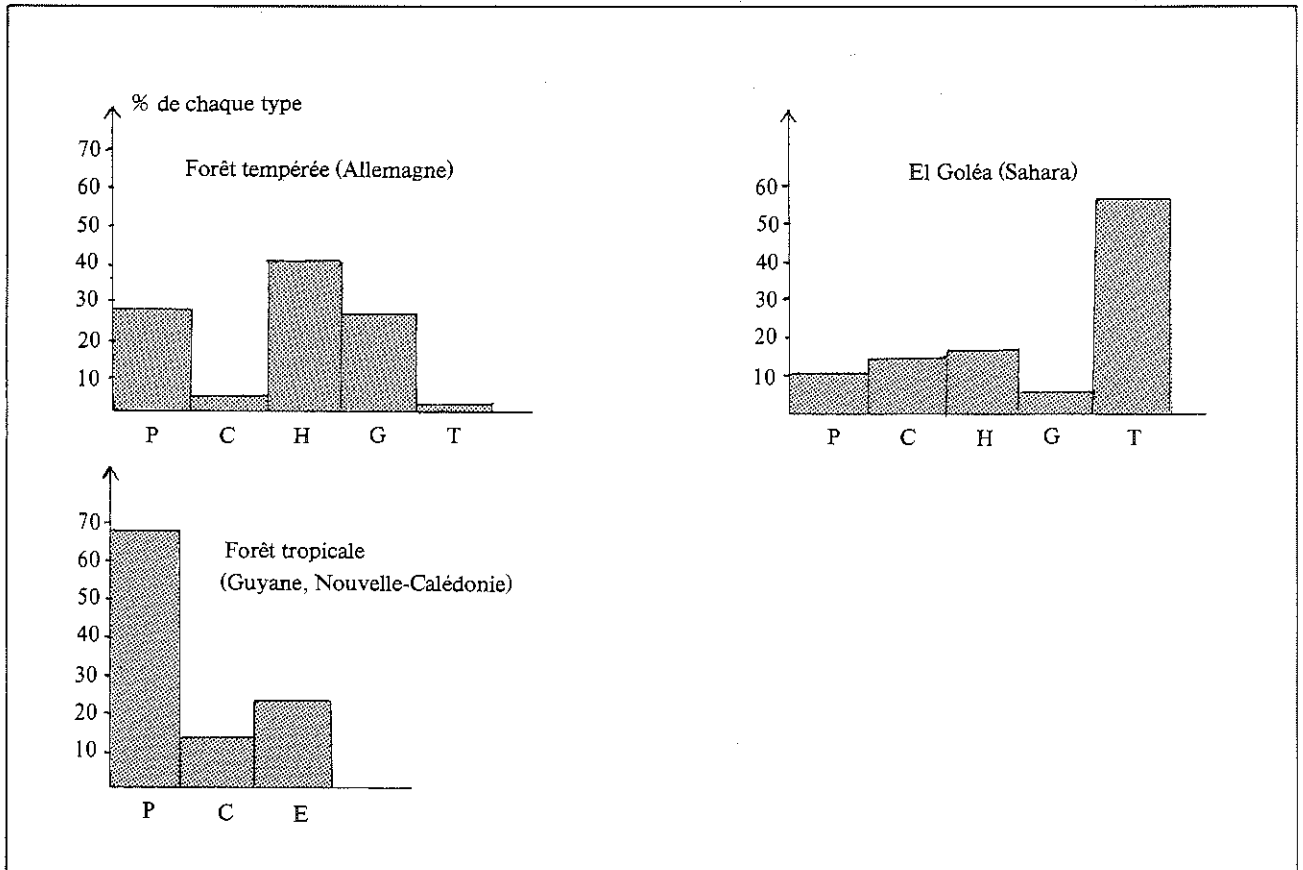 % de chaque type
70
60
50
40
30
20
10
Forêt tempérée (Allemagne)
P C H G T
El Goléa (Sahara)
60
50
40
30
20
10
P C H G T
70
60
50
40
30
20
10
Forêt tropicale
(Guyane, Nouvelle-Calédonie)
P C E